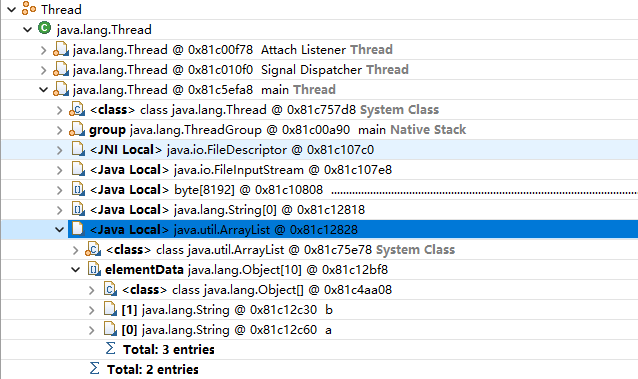 Thread
java.lang.Thread
java.lang.Thread @ 0x81c00f78 Attach Listener Thread
java.lang.Thread @ 0x81c010f0 Signal Dispatcher Thread
java.lang.Thread @ 0x81c5efa8 main Thread
<class> class java.lang.Thread @ 0x81c757d8 System Class
group java.lang.ThreadGroup @ 0x81c00a90 main Native Stack
<JNI Local> java.io.FileDescriptor @ 0x81c107c0
<Java Local> java.io.FileInputStream @ 0x81c107e8
<Java Local> byte[8192] @ 0x81c10808 ................................................................................
<Java Local> java.lang.String[0] @ 0x81c12818
<Java Local> java.util.ArrayList @ 0x81c12828
<class> class java.util.ArrayList @ 0x81c75e78 System Class
elementData java.lang.Object[10] @ 0x81c12bf8
<class> class java.lang.Object[] @ 0x81c4aa08
[1] java.lang.String @ 0x81c12c30 b
[0] java.lang.String @ 0x81c12c60 a
Σ Total: 3 entries
Σ Total: 2 entries